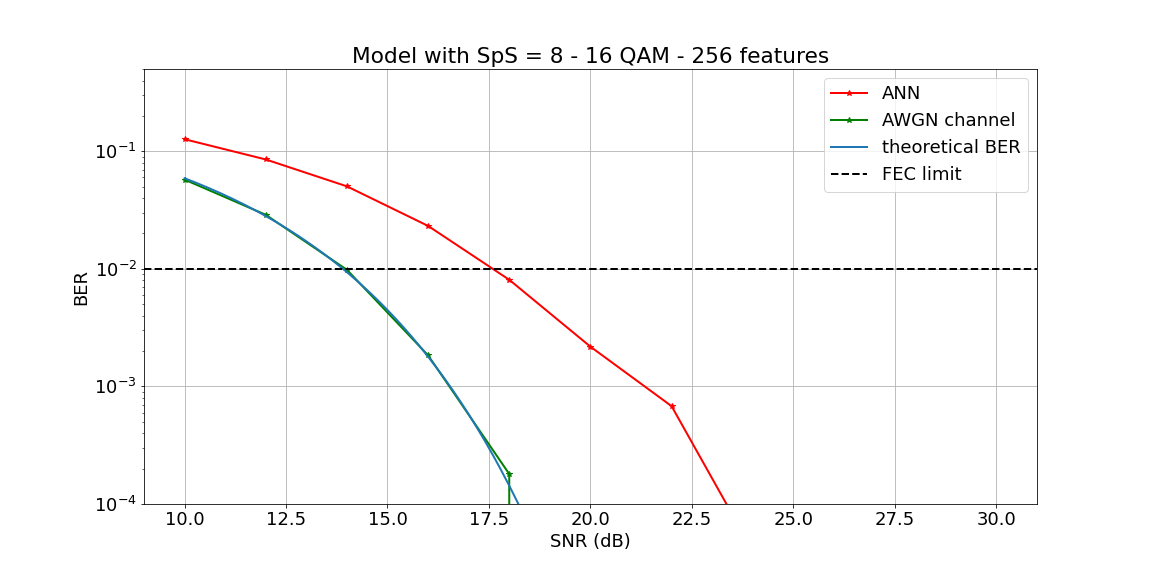 Model with SpS = 8 - 16 QAM - 256 features
ANN
AWGN channel
theoretical BER
FEC limit
BER
10⁻¹
10⁻²
10⁻³
10⁻⁴
10.0 12.5 15.0 17.5 20.0 22.5 25.0 27.5 30.0
SNR (dB)